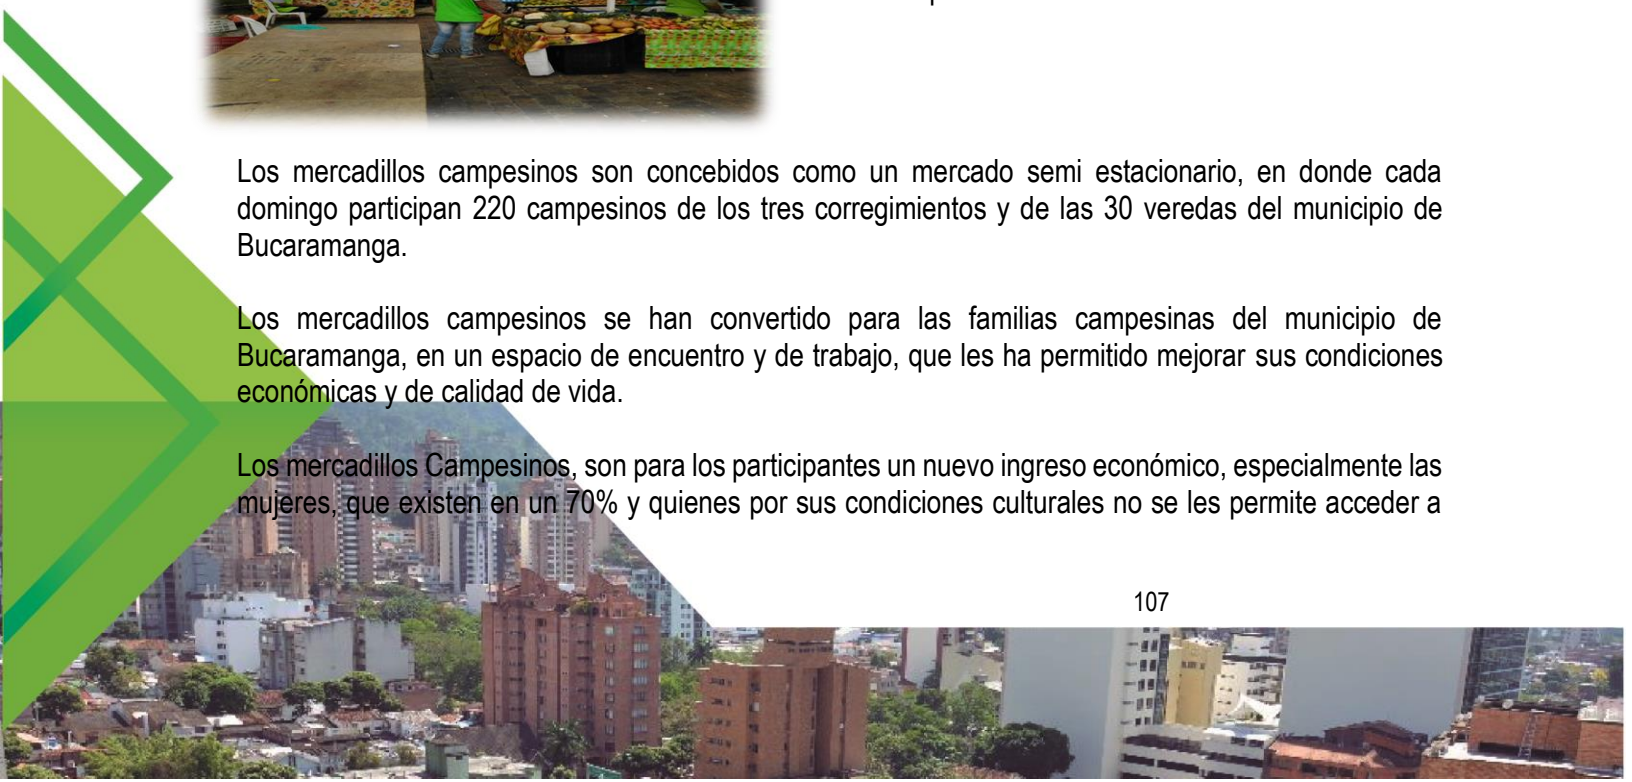 Los mercadillos campesinos son concebidos como un mercado semi estacionario, en donde cada
domingo participan 220 campesinos de los tres corregimientos y de las 30 veredas del municipio de
Bucaramanga.
Los mercadillos campesinos se han convertido para las familias campesinas del municipio de
Bucaramanga, en un espacio de encuentro y de trabajo, que les ha permitido mejorar sus condiciones
económicas y de calidad de vida.
Los mercadillos Campesinos, son para los participantes un nuevo ingreso económico, especialmente las
mujeres, que existen en un 70% y quienes por sus condiciones culturales no se les permite acceder a
107